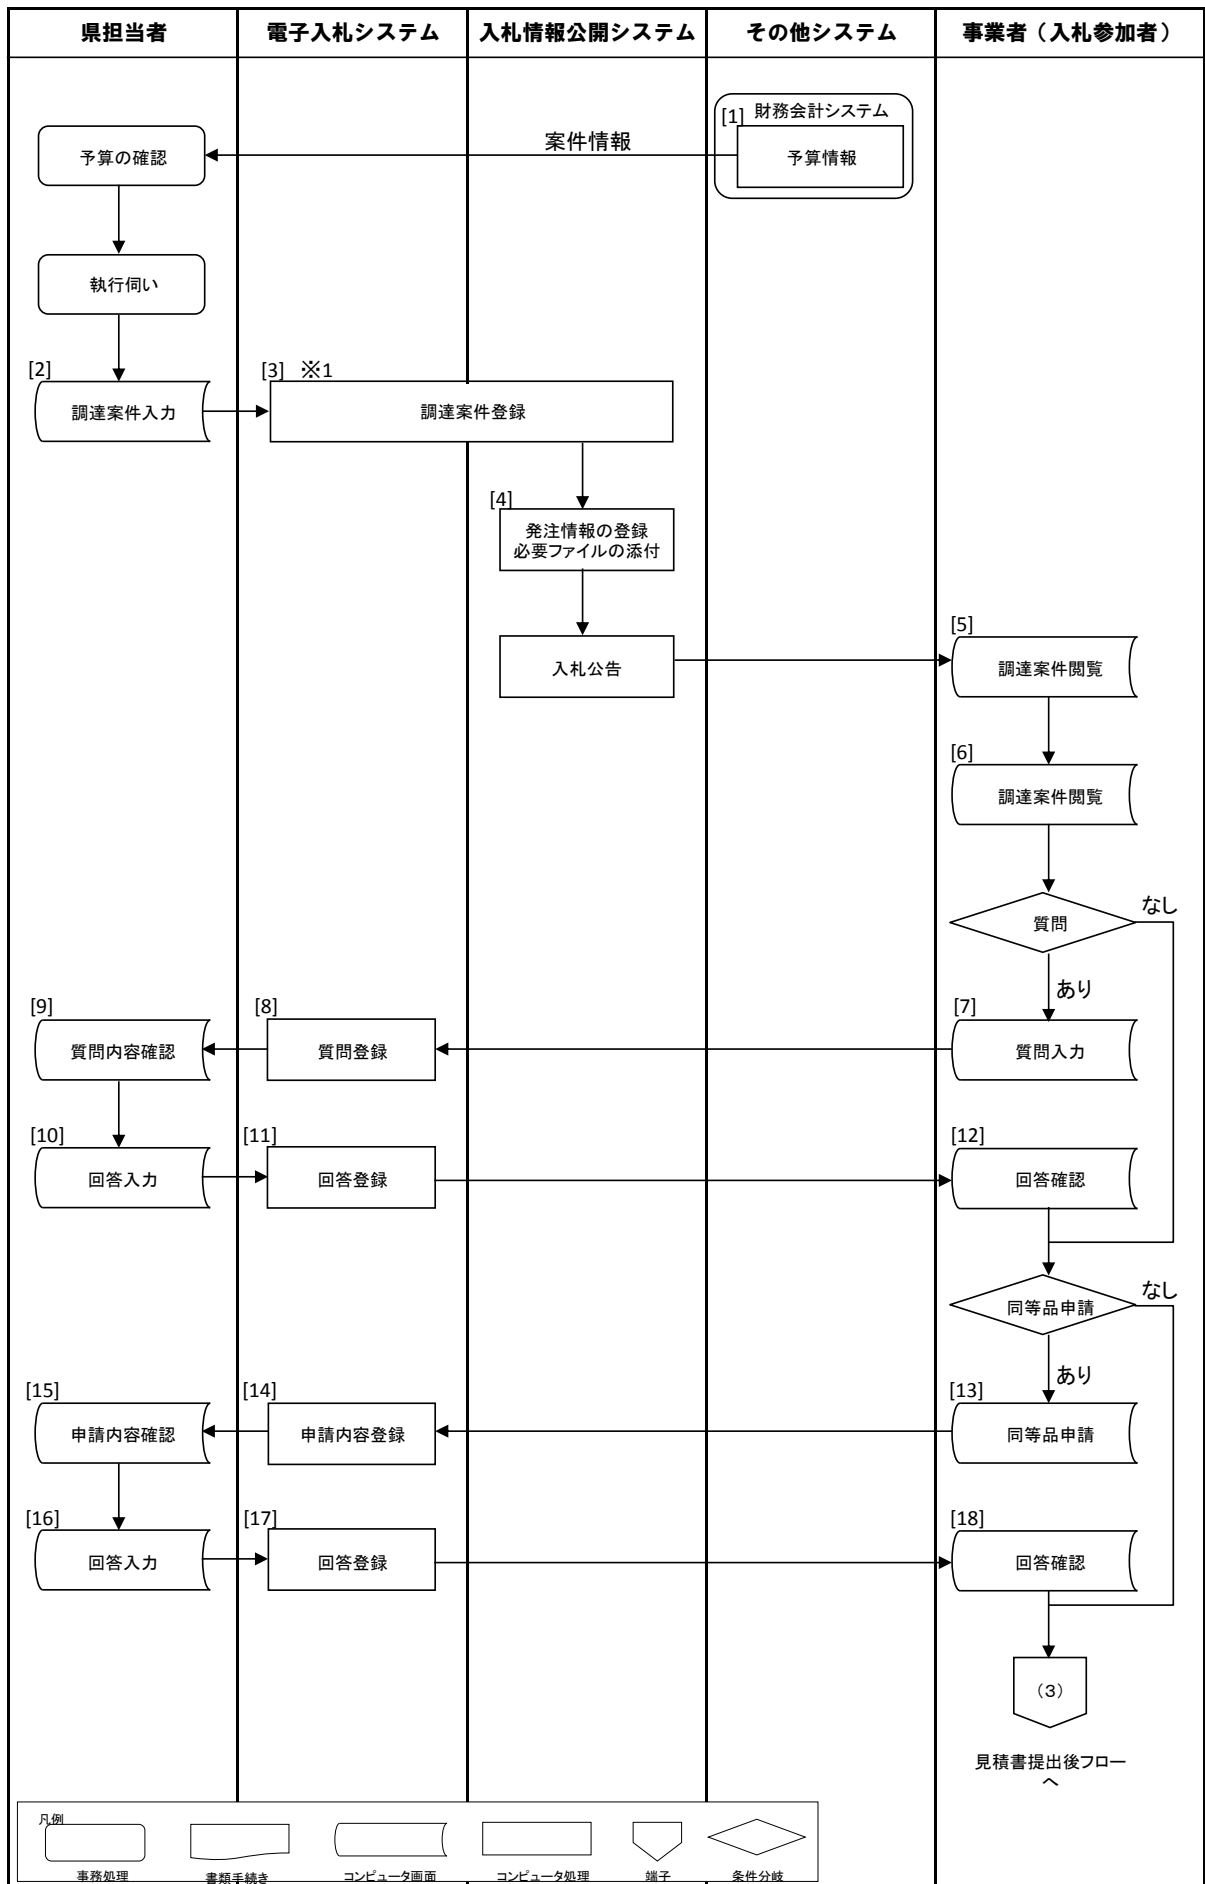 県担当者
電子入札システム
入札情報公開システム
その他システム
事業者（入札参加者）
[1]
財務会計システム
予算の確認
案件情報
予算情報
執行伺い
[2]
[3] ※1
調達案件入力
調達案件登録
[4]
発注情報の登録
必要ファイルの添付
入札公告
[5]
調達案件閲覧
[6]
調達案件閲覧
質問
なし
あり
[9]
[8]
[7]
質問内容確認
質問登録
質問入力
[10]
[11]
[12]
回答入力
回答登録
回答確認
同等品申請
なし
あり
[15]
[14]
[13]
申請内容確認
申請内容登録
同等品申請
[16]
[17]
[18]
回答入力
回答登録
回答確認
（3）
見積書提出後フロー
へ
凡例
事務処理
書類手続き
コンピュータ画面
コンピュータ処理
端子
条件分岐